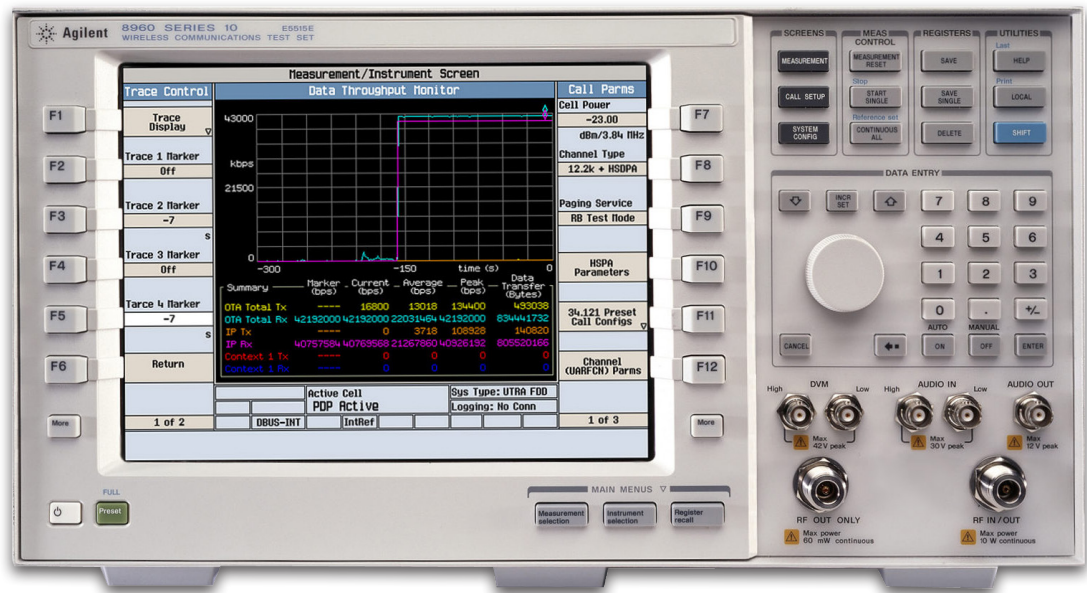 Agilent 8960 SERIES 10 E5515E
WIRELESS COMMUNICATIONS TEST SET
Measurement/Instrument Screen
Trace Control
Data Throughput Monitor
Call Parms
F1
Trace
Display
F2
Trace 1 Marker
Off
F3
Trace 2 Marker
-7
s
F4
Trace 3 Marker
Off
F5
Tarce 4 Marker
-7
s
F6
Return
More
1 of 2
43000
kbps
21500
0
-300 -150 time (s) 0
Summary Marker (bps) Current (bps) Average (bps) Peak (bps) Data Transfer (Bytes)
OTA Total Tx ---- 16800 13018 134400 493038
OTA Total Rx 42192000 42192000 22031464 42192000 834441732
IP Tx ---- 0 3718 108928 140820
IP Rx 40757584 40769568 21267860 40926192 805520166
Context 1 Tx ---- 0 0 0 0
Context 1 Rx ---- 0 0 0 0
Active Cell
PDP Active
Sys Type: UTRA FDD
Logging: No Conn
DBUS-INT IntRef
Cell Power
-23.00
dBm/3.84 MHz
F7
Channel Type
12.2k + HSDPA
F8
Paging Service
RB Test Mode
F9
HSPA
Parameters
F10
34.121 Preset
Call Configs
F11
Channel
(UARFCN) Parms
F12
1 of 3
More
FULL
Preset
MAIN MENUS
Measurement
selection
Instrument
selection
Register
recall
SCREENS
MEASUREMENT
CALL SETUP
SYSTEM
CONFIG
MEAS
CONTROL
MEASUREMENT
RESET
Stop
START
SINGLE
Reference set
CONTINUOUS
ALL
REGISTERS
SAVE
SAVE
SINGLE
DELETE
UTILITIES
Last
HELP
Print
LOCAL
SHIFT
DATA ENTRY
INCR
SET
7 8 9
4 5 6
1 2 3
0 . +/-
AUTO MANUAL
CANCEL ON OFF ENTER
High DVM Low
Max
42 V peak
High AUDIO IN Low
Max
30 V peak
AUDIO OUT
Max
12 V peak
RF OUT ONLY
Max power
60 mW continuous
RF IN/OUT
Max power
10 W continuous